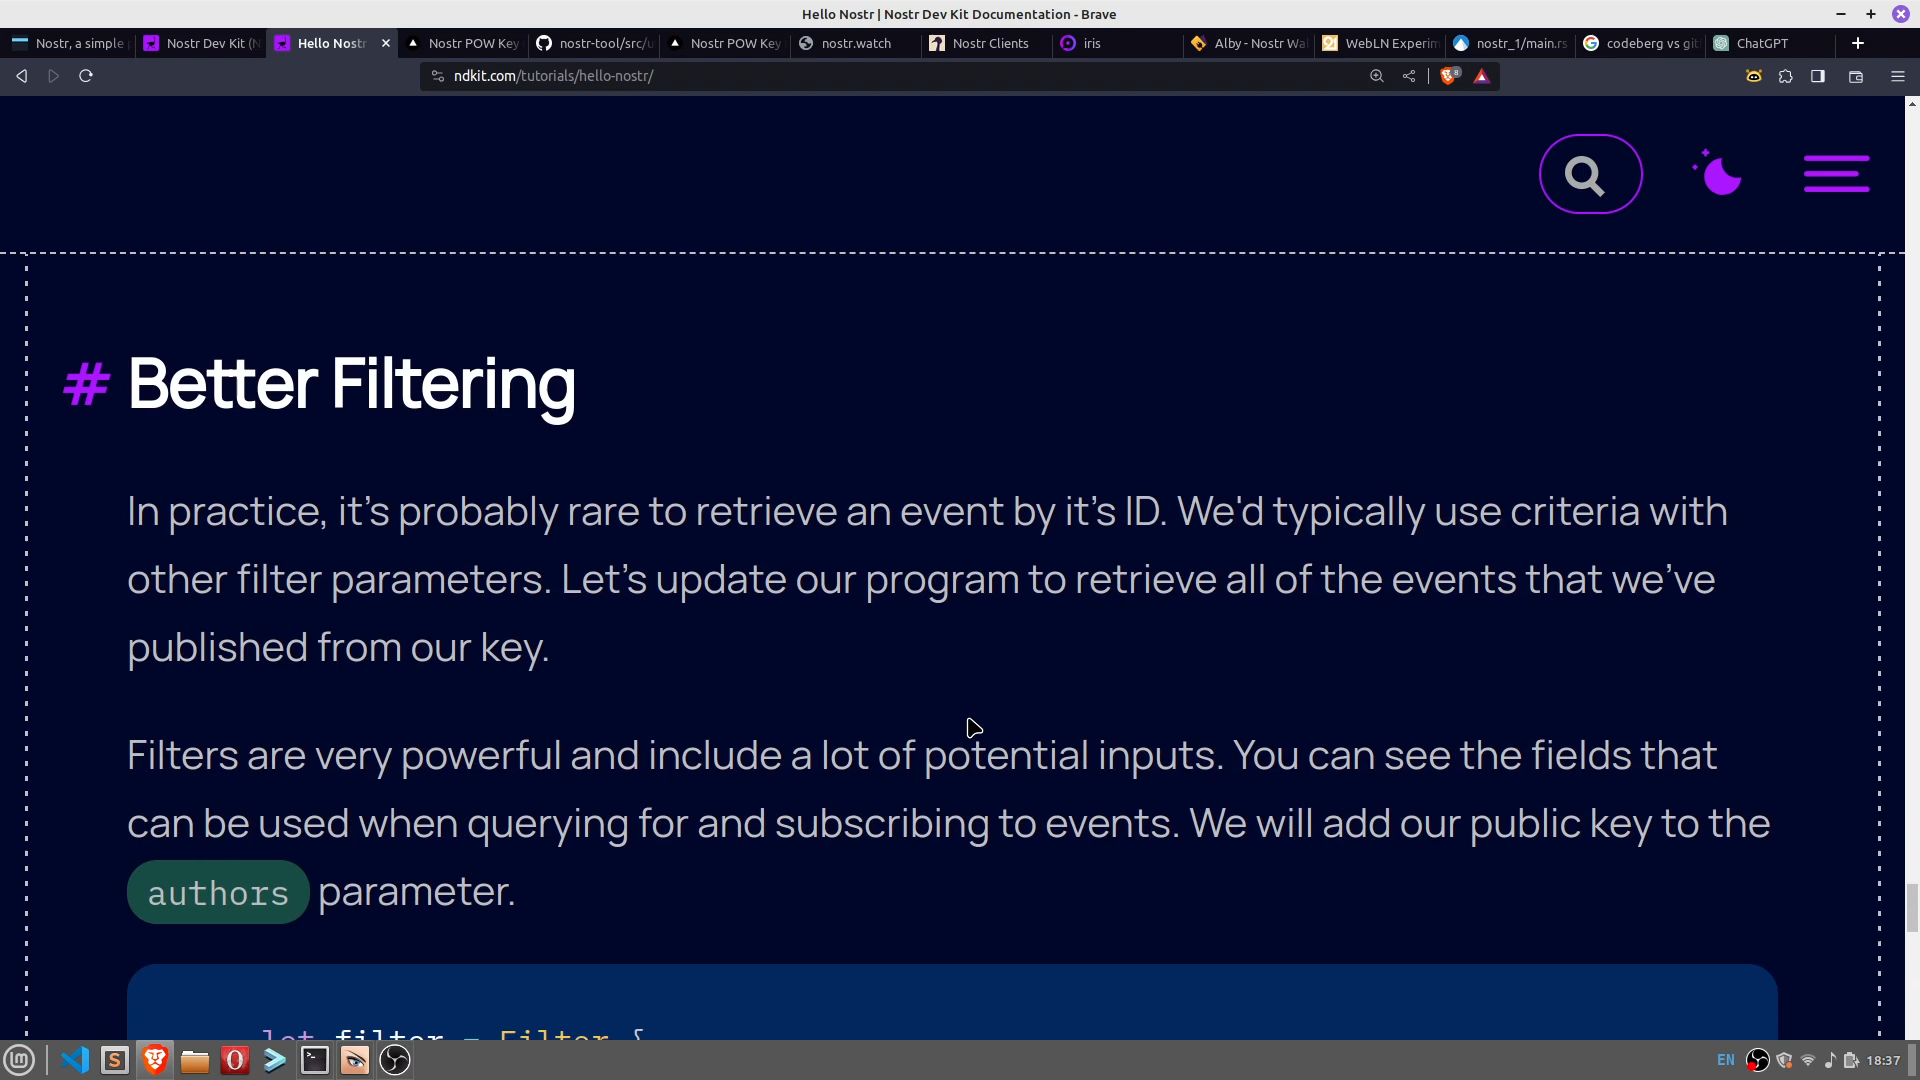 Hello Nostr | Nostr Dev Kit Documentation - Brave
Nostr, a simple p
Nostr Dev Kit (N
Hello Nostr
Nostr POW Key
nostr-tool/src/u
Nostr POW Key
nostr.watch
Nostr Clients
iris
Alby - Nostr Wal
WebLN Experim
nostr_1/main.rs
codeberg vs git
ChatGPT
ndkit.com/tutorials/hello-nostr/
8
# Better Filtering
In practice, it's probably rare to retrieve an event by it's ID. We'd typically use criteria with
other filter parameters. Let's update our program to retrieve all of the events that we've
published from our key.
Filters are very powerful and include a lot of potential inputs. You can see the fields that
can be used when querying for and subscribing to events. We will add our public key to the
authors parameter.
let filter = Filter {
EN
18:37